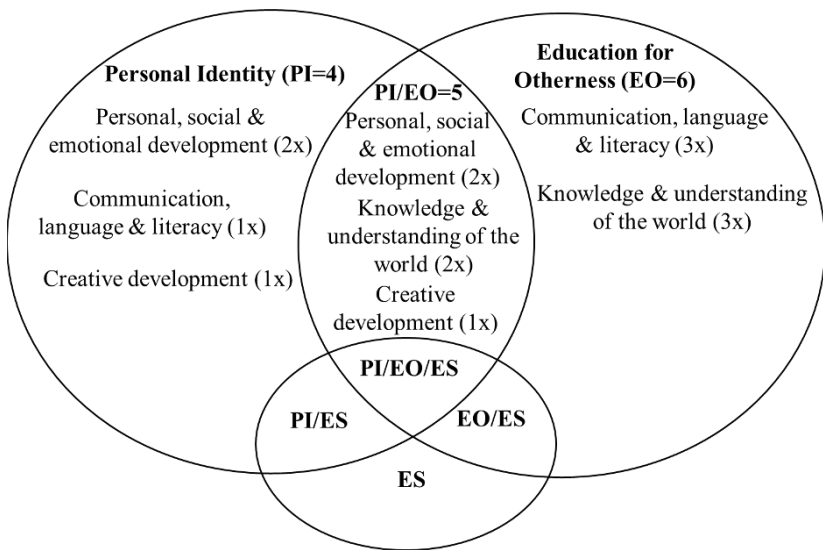 Personal Identity (PI=4)
Personal, social &
emotional development (2x)
Communication,
language & literacy (1x)
Creative development (1x)
PI/EO=5
Personal, social
& emotional
development (2x)
Knowledge &
understanding of the
world (2x)
Creative
development (1x)
Education for
Otherness (EO=6)
Communication, language
& literacy (3x)
Knowledge & understanding
of the world (3x)
PI/EO/ES
PI/ES
EO/ES
ES